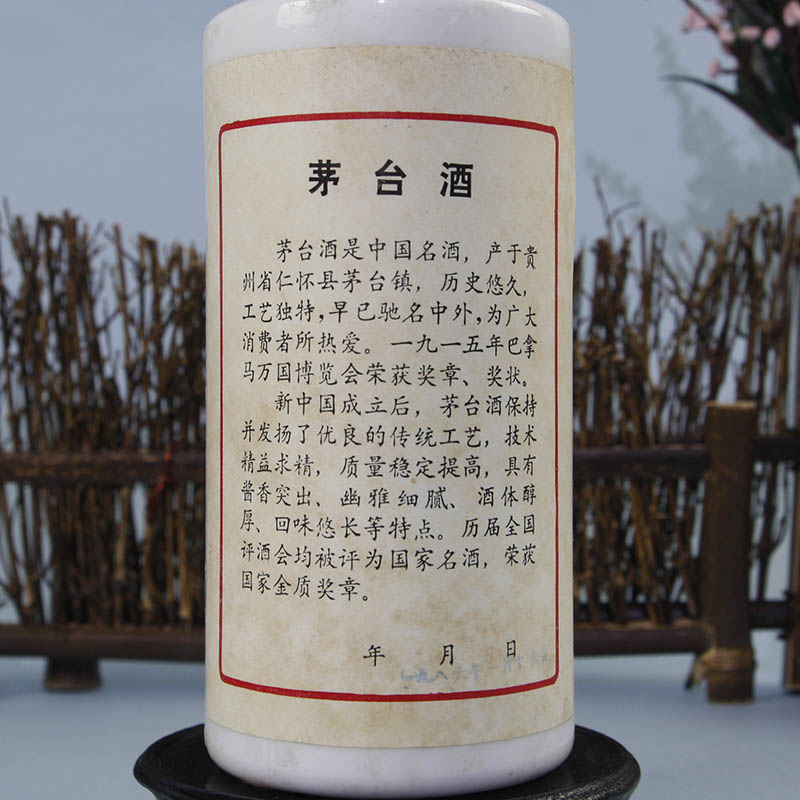 茅台酒
茅台酒是中国名酒，产于贵
州省仁怀县茅台镇，历史悠久，
工艺独特，早已驰名中外，为广大
消费者所热爱。一九一五年巴拿
马万国博览会荣获奖章、奖状。
新中国成立后，茅台酒保持
并发扬了优良的传统工艺，技术
精益求精，质量稳定提高，具有
酱香突出、幽雅细腻、酒体醇
厚、回味悠长等特点。历届全国
评酒会均被评为国家名酒，荣获
国家金质奖章。
年 月 日